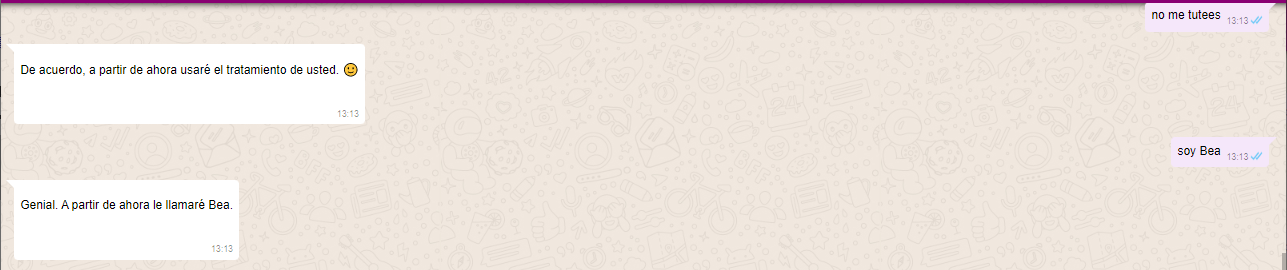 no me tutees 13:13
De acuerdo, a partir de ahora usaré el tratamiento de usted. 🙂
13:13
soy Bea 13:13
Genial. A partir de ahora le llamaré Bea.
13:13